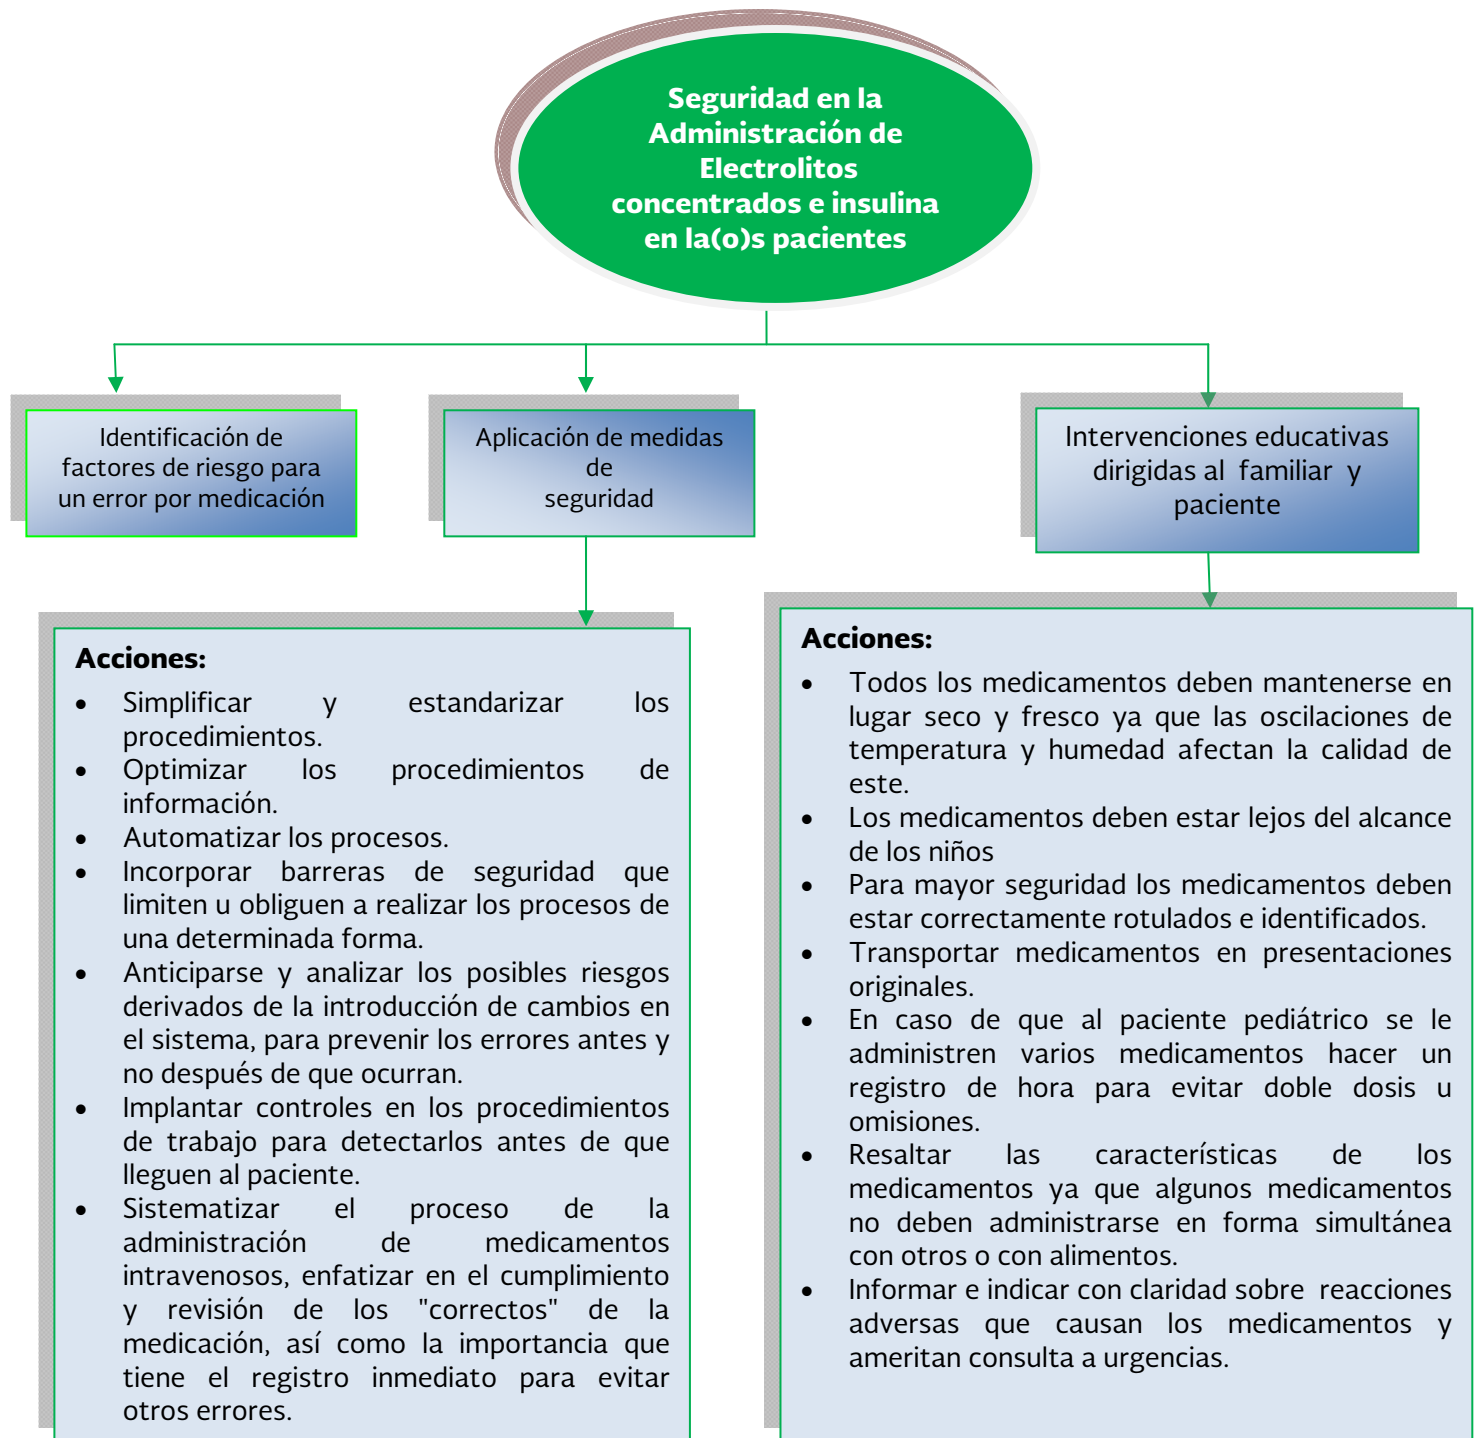 Seguridad en la
Administración de
Electrolitos
concentrados e insulina
en la(o)s pacientes
Identificación de
factores de riesgo para
un error por medicación
Aplicación de medidas
de
seguridad
Intervenciones educativas
dirigidas al familiar y
paciente
Acciones:
• Simplificar y estandarizar los
procedimientos.
• Optimizar los procedimientos de
información.
• Automatizar los procesos.
• Incorporar barreras de seguridad que
limiten u obliguen a realizar los procesos de
una determinada forma.
• Anticiparse y analizar los posibles riesgos
derivados de la introducción de cambios en
el sistema, para prevenir los errores antes y
no después de que ocurran.
• Implantar controles en los procedimientos
de trabajo para detectarlos antes de que
lleguen al paciente.
• Sistematizar el proceso de la
administración de medicamentos
intravenosos, enfatizar en el cumplimiento
y revisión de los "correctos" de la
medicación, así como la importancia que
tiene el registro inmediato para evitar
otros errores.
Acciones:
• Todos los medicamentos deben mantenerse en
lugar seco y fresco ya que las oscilaciones de
temperatura y humedad afectan la calidad de
este.
• Los medicamentos deben estar lejos del alcance
de los niños
• Para mayor seguridad los medicamentos deben
estar correctamente rotulados e identificados.
• Transportar medicamentos en presentaciones
originales.
• En caso de que al paciente pediátrico se le
administren varios medicamentos hacer un
registro de hora para evitar doble dosis u
omisiones.
• Resaltar las características de los
medicamentos ya que algunos medicamentos
no deben administrarse en forma simultánea
con otros o con alimentos.
• Informar e indicar con claridad sobre reacciones
adversas que causan los medicamentos y
ameritan consulta a urgencias.